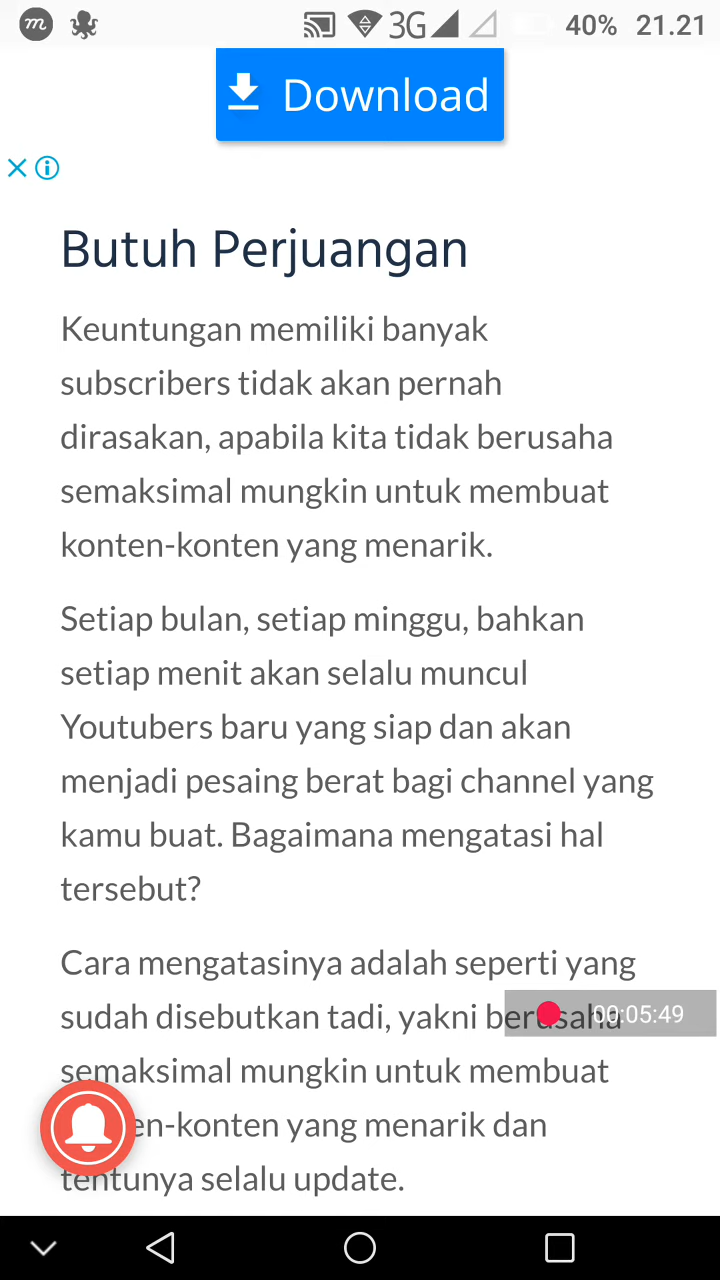 m 3G 40% 21.21
Download
Butuh Perjuangan
Keuntungan memiliki banyak
subscribers tidak akan pernah
dirasakan, apabila kita tidak berusaha
semaksimal mungkin untuk membuat
konten-konten yang menarik.
Setiap bulan, setiap minggu, bahkan
setiap menit akan selalu muncul
Youtubers baru yang siap dan akan
menjadi pesaing berat bagi channel yang
kamu buat. Bagaimana mengatasi hal
tersebut?
Cara mengatasinya adalah seperti yang
sudah disebutkan tadi, yakni berusaha
00:05:49
semaksimal mungkin untuk membuat
en-konten yang menarik dan
tentunya selalu update.